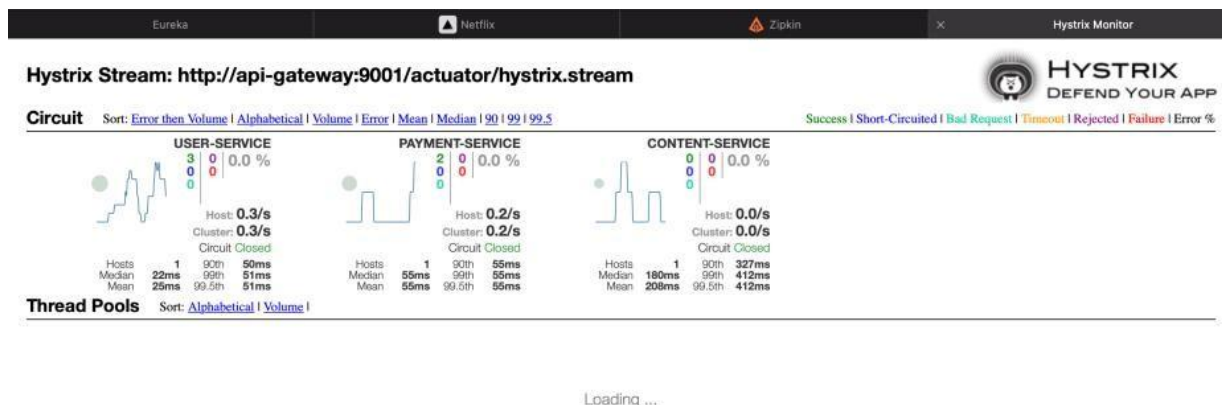 Eureka
Netflix
Zipkin
× Hystrix Monitor
Hystrix Stream: http://api-gateway:9001/actuator/hystrix.stream
HYSTRIX
DEFEND YOUR APP
Circuit Sort: Error then Volume | Alphabetical | Volume | Error | Mean | Median | 90 | 99 | 99.5
Success | Short-Circuited | Bad Request | Timeout | Rejected | Failure | Error %
USER-SERVICE
3 0 0.0 %
0 0
0
Host: 0.3/s
Cluster: 0.3/s
Circuit Closed
Hosts 1 90th 50ms
Median 22ms 99th 51ms
Mean 25ms 99.5th 51ms
PAYMENT-SERVICE
2 0 0.0 %
0 0
0
Host: 0.2/s
Cluster: 0.2/s
Circuit Closed
Hosts 1 90th 55ms
Median 55ms 99th 55ms
Mean 55ms 99.5th 55ms
CONTENT-SERVICE
0 0 0.0 %
0 0
0
Host: 0.0/s
Cluster: 0.0/s
Circuit Closed
Hosts 1 90th 327ms
Median 180ms 99th 412ms
Mean 208ms 99.5th 412ms
Thread Pools Sort: Alphabetical | Volume |
Loading ...